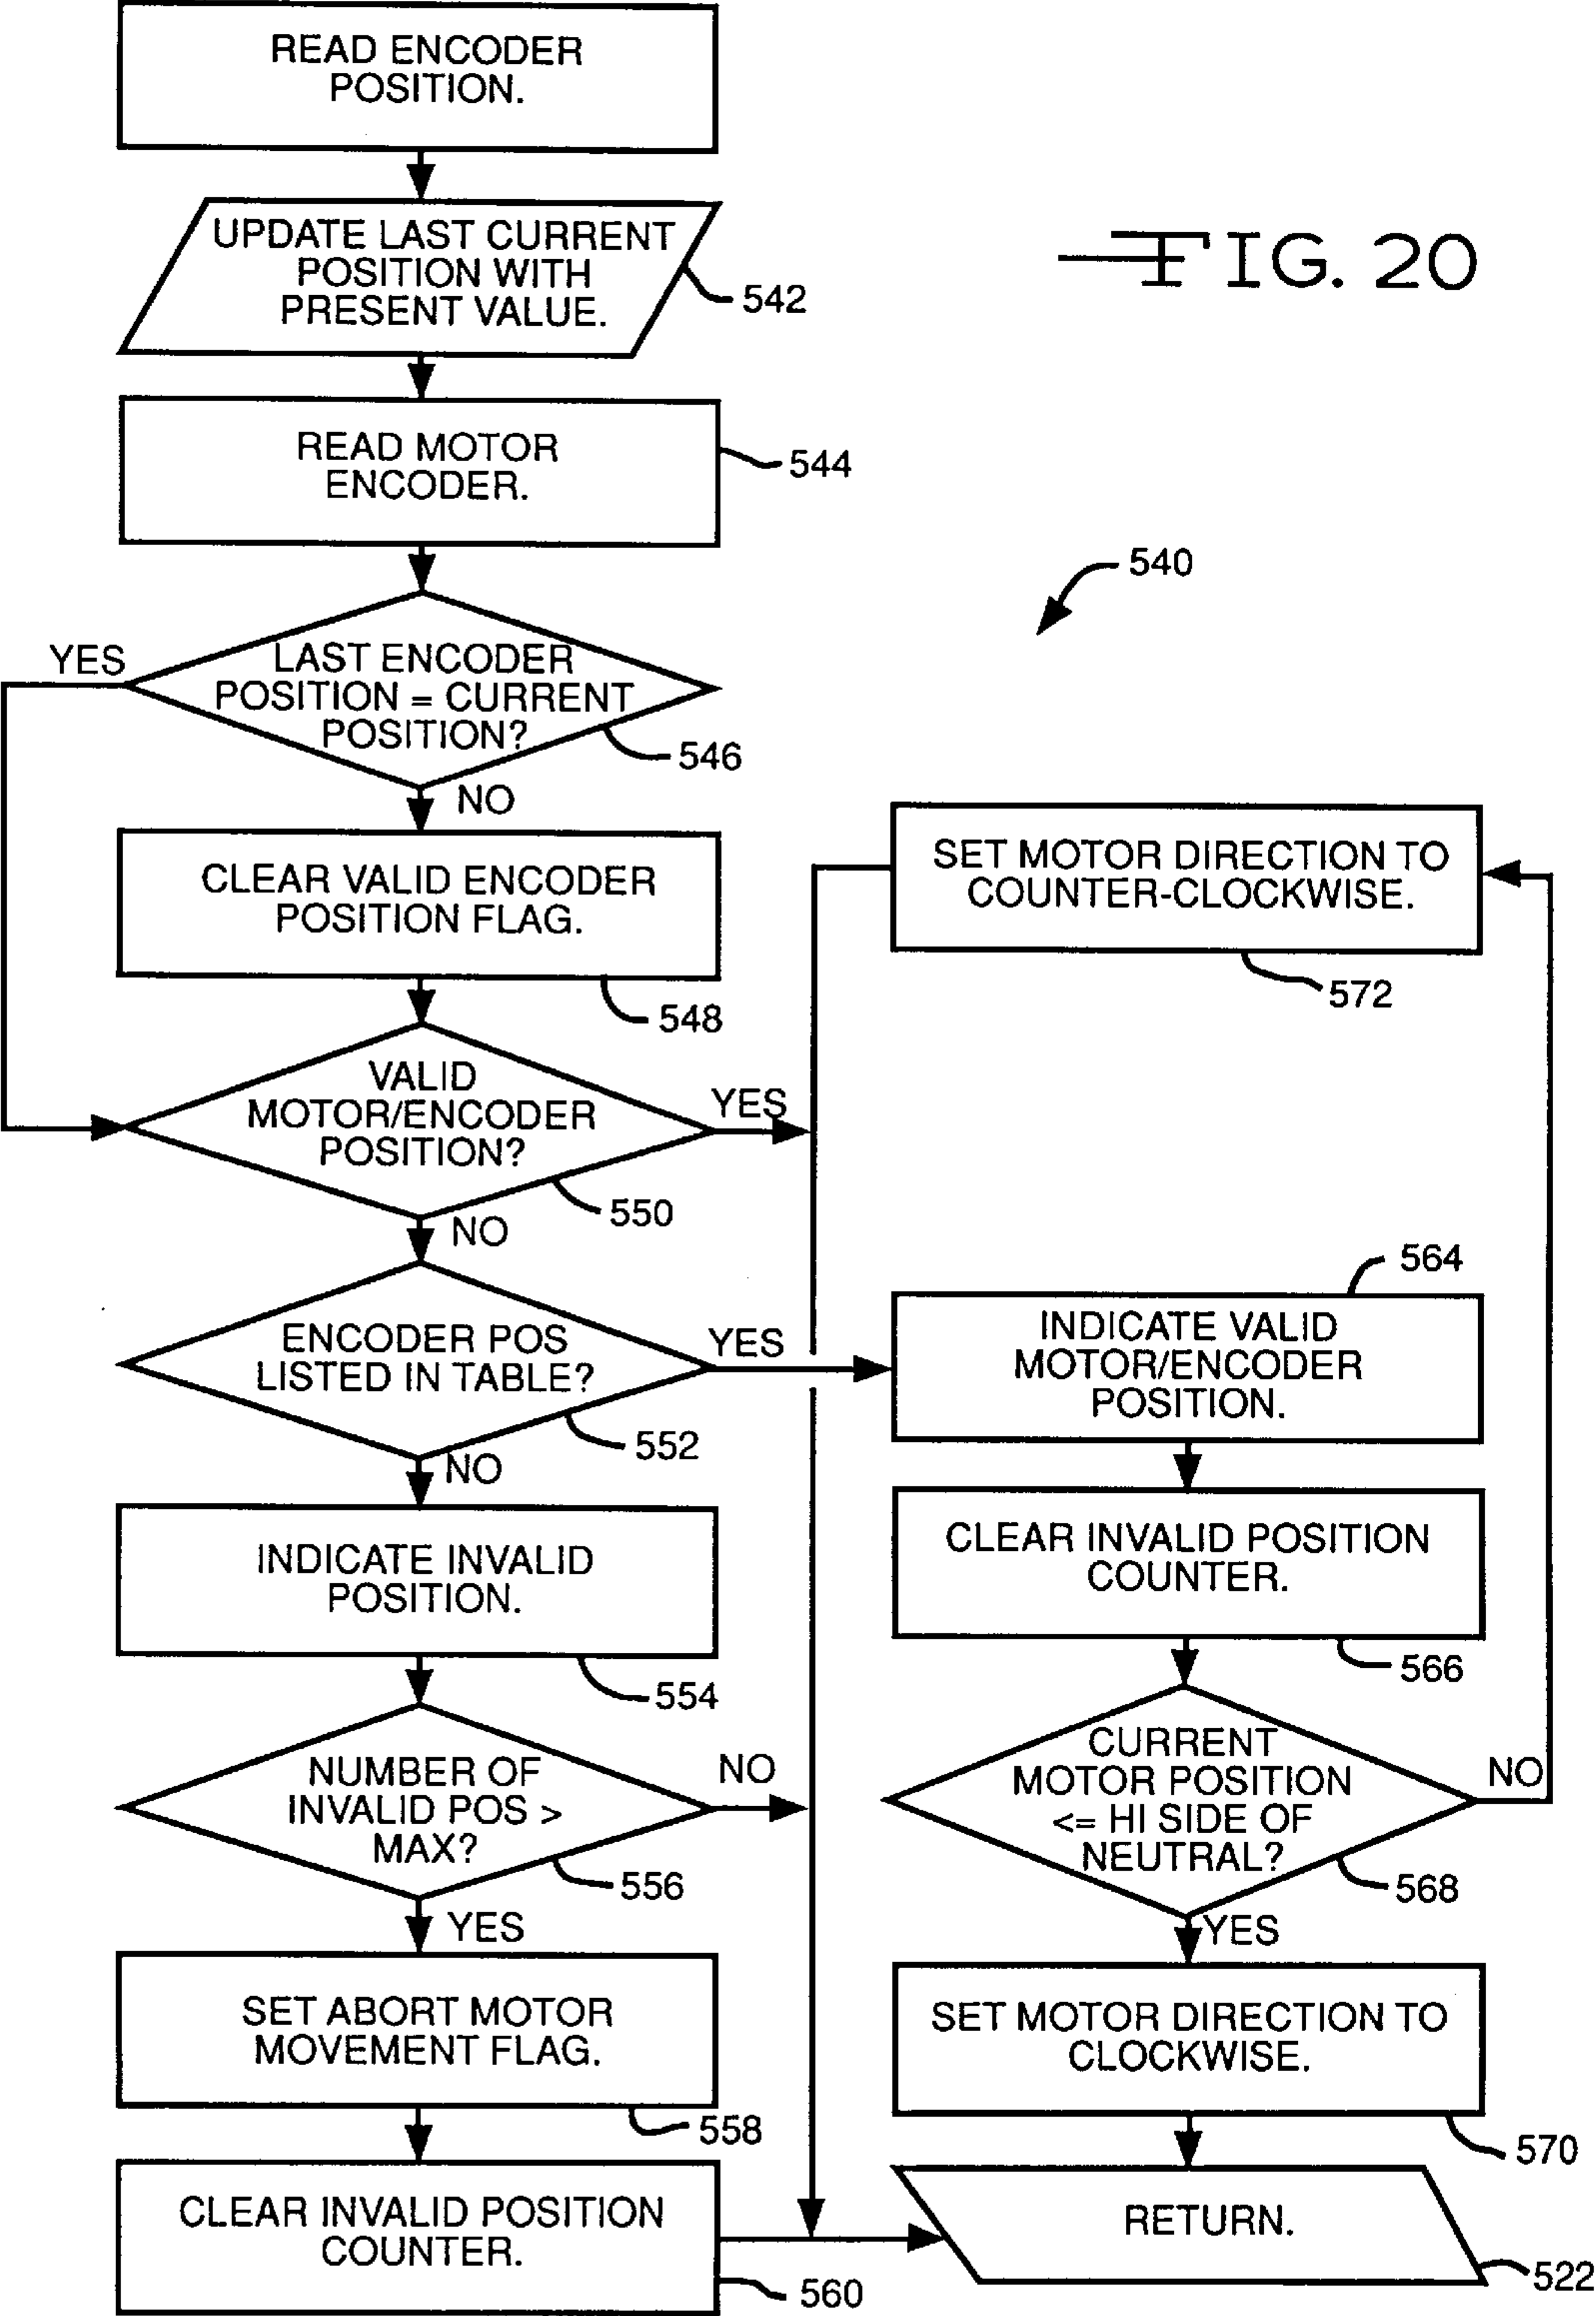 READ ENCODER
POSITION.
UPDATE LAST CURRENT
POSITION WITH
PRESENT VALUE.
542
FIG. 20
READ MOTOR
ENCODER.
544
540
YES
LAST ENCODER
POSITION = CURRENT
POSITION?
546
NO
CLEAR VALID ENCODER
POSITION FLAG.
548
SET MOTOR DIRECTION TO
COUNTER-CLOCKWISE.
572
VALID
MOTOR/ENCODER
POSITION?
YES
550
NO
ENCODER POS
LISTED IN TABLE?
YES
552
NO
564
INDICATE VALID
MOTOR/ENCODER
POSITION.
INDICATE INVALID
POSITION.
554
CLEAR INVALID POSITION
COUNTER.
566
NUMBER OF
INVALID POS >
MAX?
NO
556
YES
CURRENT
MOTOR POSITION
<= HI SIDE OF
NEUTRAL?
NO
568
YES
SET ABORT MOTOR
MOVEMENT FLAG.
558
SET MOTOR DIRECTION TO
CLOCKWISE.
570
CLEAR INVALID POSITION
COUNTER.
560
RETURN.
522